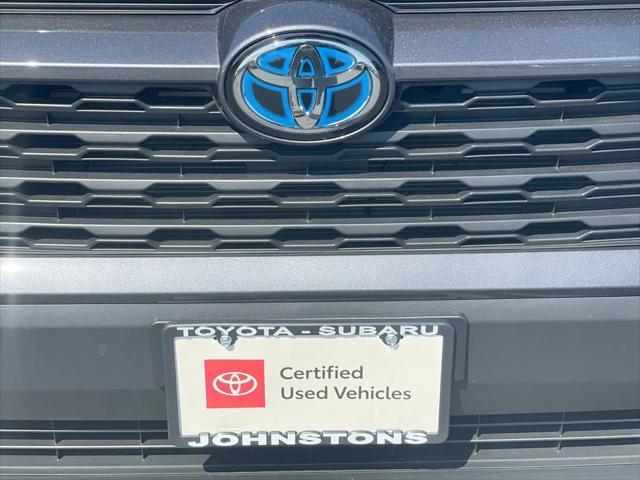 TOYOTA - SUBARU
Certified
Used Vehicles
JOHNSTONS